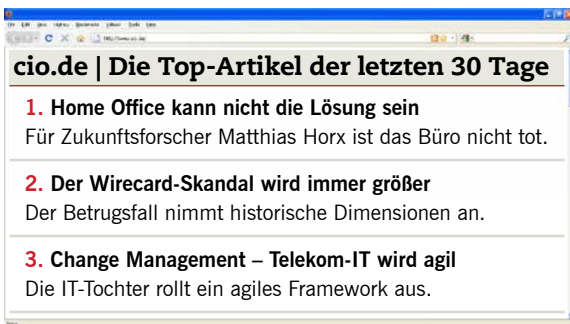 cio.de | Die Top-Artikel der letzten 30 Tage
1. Home Office kann nicht die Lösung sein
Für Zukunftsforscher Matthias Horx ist das Büro nicht tot.
2. Der Wirecard-Skandal wird immer größer
Der Betrugsfall nimmt historische Dimensionen an.
3. Change Management – Telekom-IT wird agil
Die IT-Tochter rollt ein agiles Framework aus.